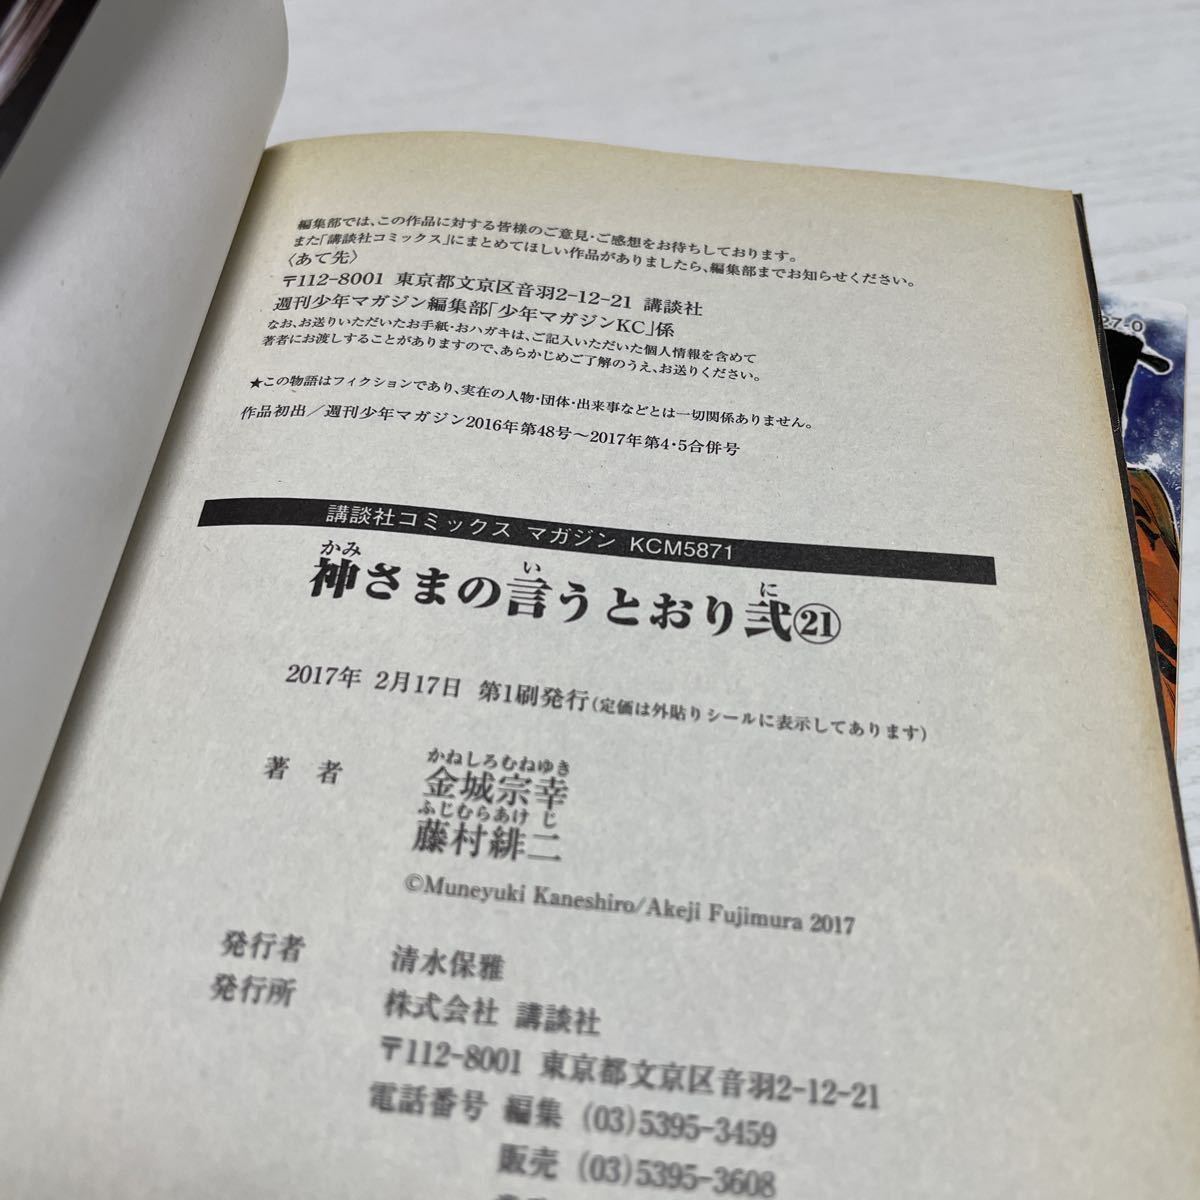 編集部では、この作品に対する皆様のご意見・ご感想をお待ちしております。
また「講談社コミックス」にまとめてほしい作品がありましたら、編集部までお知らせください。
〈あて先〉
〒112-8001 東京都文京区音羽2-12-21 講談社
週刊少年マガジン編集部「少年マガジンKC」係
なお、お送りいただいたお手紙・おハガキは、ご記入いただいた個人情報を含めて
著者にお渡しすることがありますので、あらかじめご了解のうえ、お送りください。
★この物語はフィクションであり、実在の人物・団体・出来事などとは一切関係ありません。
作品初出／週刊少年マガジン2016年第48号〜2017年第4・5合併号
講談社コミックス マガジン KCM5871
かみ い に
神さまの言うとおり弐㉑
2017年 2月17日 第1刷発行(定価は外貼りシールに表示してあります)
かねしろむねゆき
著 者 金城宗幸
ふじむらあけじ
藤村緋二
©Muneyuki Kaneshiro/Akeji Fujimura 2017
発行者 清水保雅
発行所 株式会社 講談社
〒112-8001 東京都文京区音羽2-12-21
電話番号 編集 (03)5395-3459
販売 (03)5395-3608
27-0